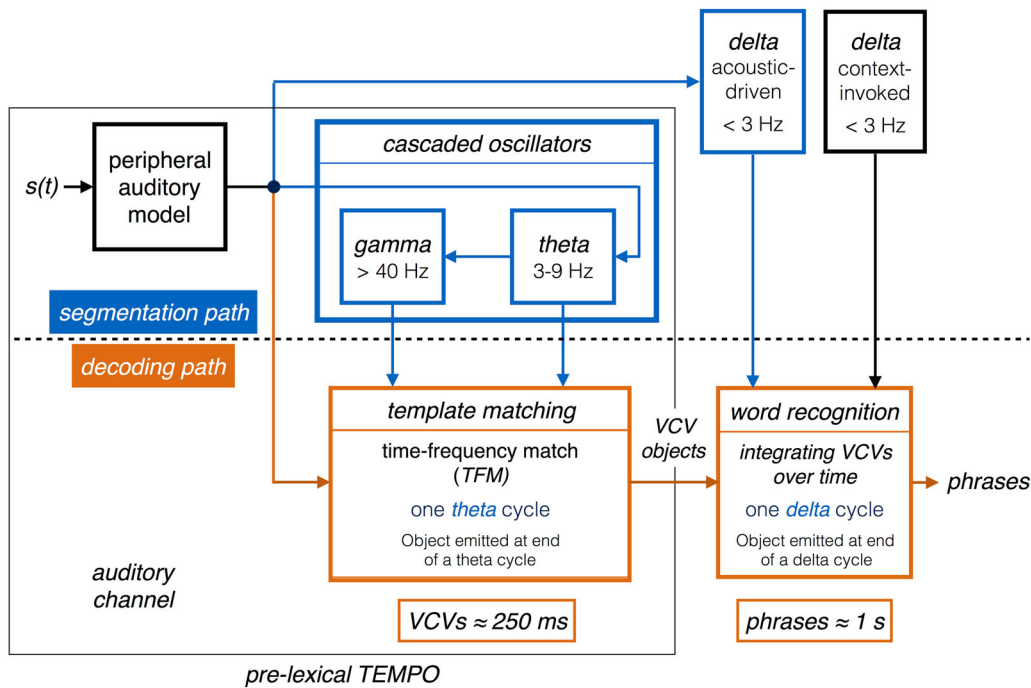 delta
acoustic-
driven
< 3 Hz
delta
context-
invoked
< 3 Hz
cascaded oscillators
s(t)
peripheral
auditory
model
gamma
> 40 Hz
theta
3-9 Hz
segmentation path
decoding path
template matching
time-frequency match
(TFM)
one theta cycle
Object emitted at end
of a theta cycle
VCV
objects
word recognition
integrating VCVs
over time
one delta cycle
Object emitted at end
of a delta cycle
phrases
auditory
channel
VCVs ≈ 250 ms
phrases ≈ 1 s
pre-lexical TEMPO